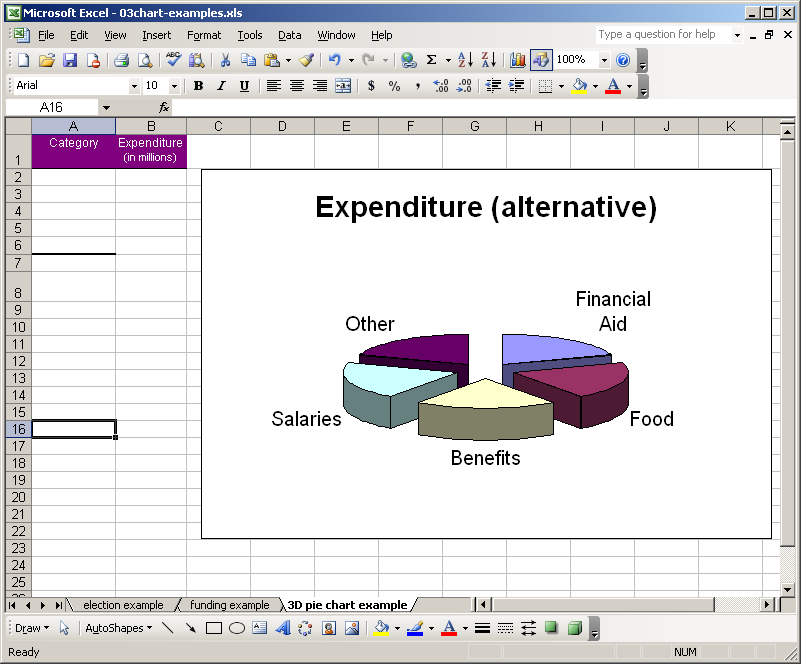 Microsoft Excel - 03chart-examples.xls
File Edit View Insert Format Tools Data Window Help Type a question for help
100%
Arial 10 B I U $ % ,
A16 fx
A B C D E F G H I J K
1 Category Expenditure
(in millions)
2
3
4
5
6
7
8
9
10
11
12
13
14
15
16
17
18
19
20
21
22
23
24
25
Expenditure (alternative)
Financial
Aid
Other
Salaries
Food
Benefits
election example funding example 3D pie chart example
Draw AutoShapes
Ready NUM